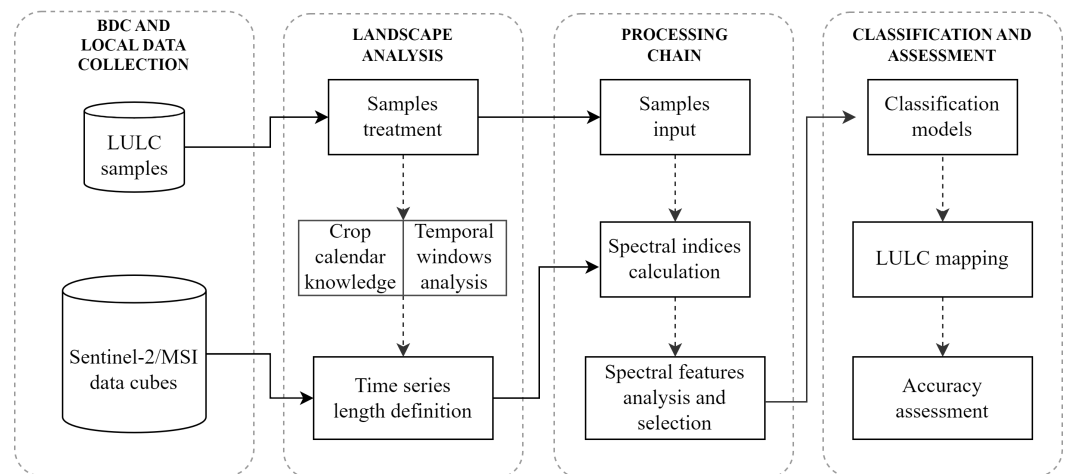 BDC AND
LOCAL DATA
COLLECTION
LULC
samples
Sentinel-2/MSI
data cubes
LANDSCAPE
ANALYSIS
Samples
treatment
Crop
calendar
knowledge
Temporal
windows
analysis
Time series
length definition
PROCESSING
CHAIN
Samples
input
Spectral indices
calculation
Spectral features
analysis and
selection
CLASSIFICATION AND
ASSESSMENT
Classification
models
LULC mapping
Accuracy
assessment